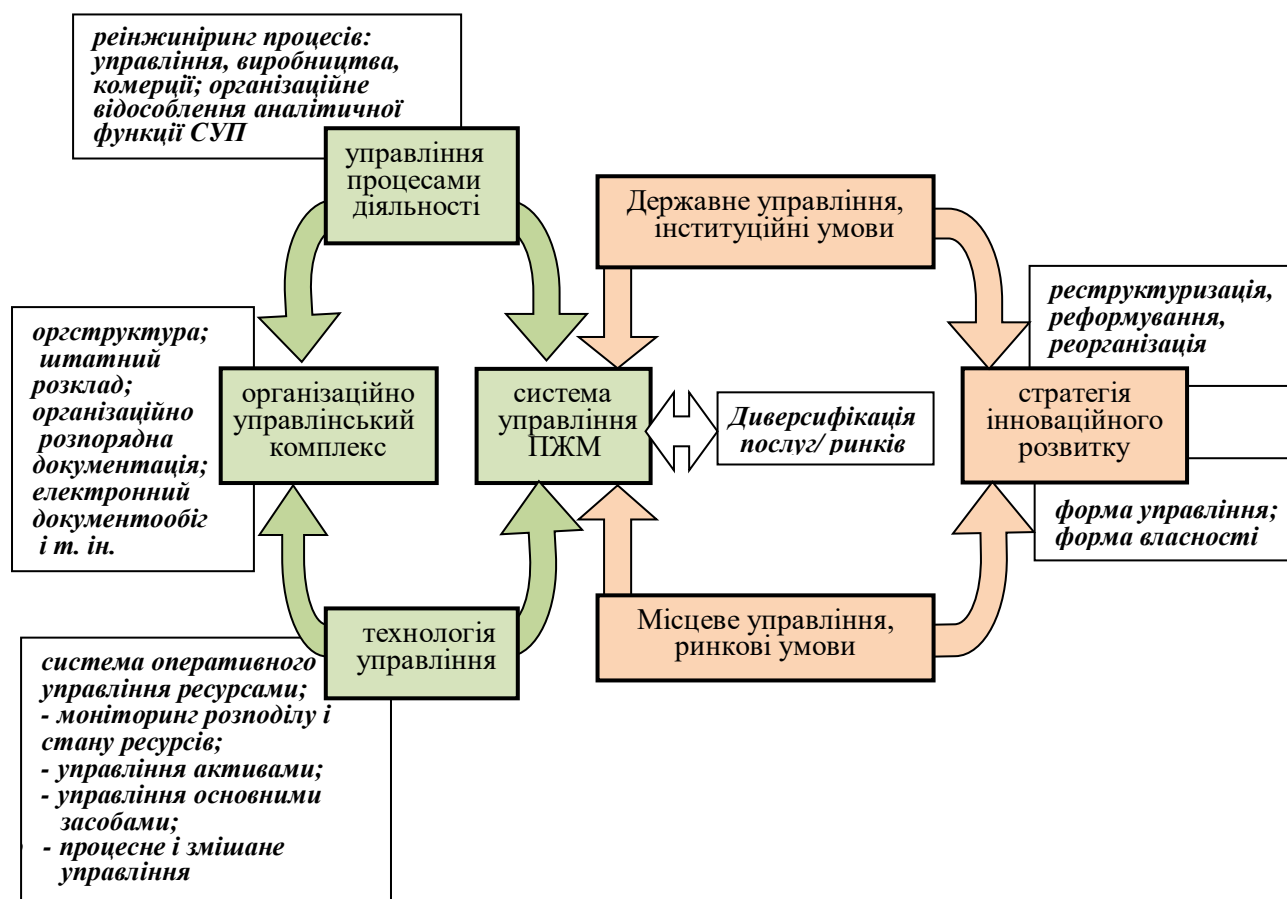 реінжиніринг процесів:
управління, виробництва,
комерції; організаційне
відособлення аналітичної
функції СУП
управління
процесами
діяльності
Державне управління,
інституційні умови
оргструктура;
штатний
розклад;
організаційно
розпорядна
документація;
електронний
документообіг
і т. ін.
організаційно
управлінський
комплекс
система
управління
ПЖМ
Диверсифікація
послуг/ ринків
реструктуризація,
реформування,
реорганізація
стратегія
інноваційного
розвитку
форма управління;
форма власності
технологія
управління
Місцеве управління,
ринкові умови
система оперативного
управління ресурсами;
- моніторинг розподілу і
стану ресурсів;
- управління активами;
- управління основними
засобами;
- процесне і змішане
управління